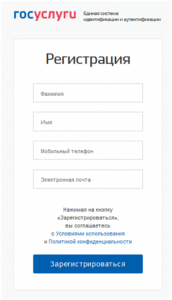 госуслуги
Единая система
идентификации и аутентификации
Регистрация
Фамилия
Имя
Мобильный телефон
Электронная почта
Нажимая на кнопку
«Зарегистрироваться»,
вы соглашаетесь
с Условиями использования
и Политикой конфиденциальности
Зарегистрироваться